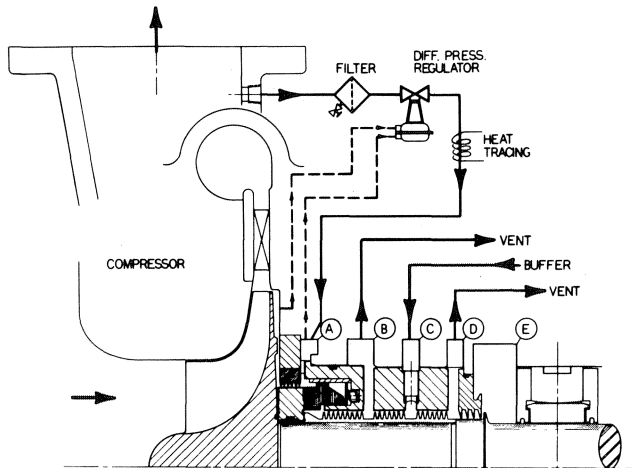 FILTER
DIFF. PRESS.
REGULATOR
HEAT
TRACING
VENT
COMPRESSOR
BUFFER
VENT
A
B
C
D
E